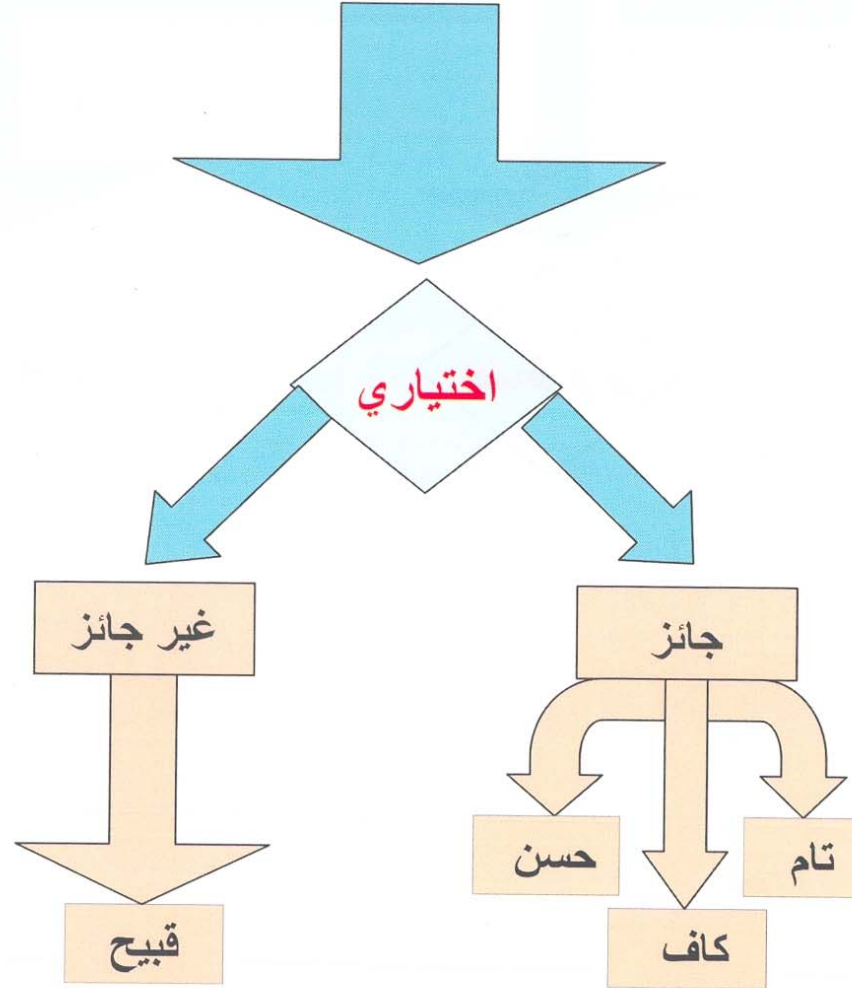 اختياري
جائز
غير جائز
تام
حسن
كاف
قبيح